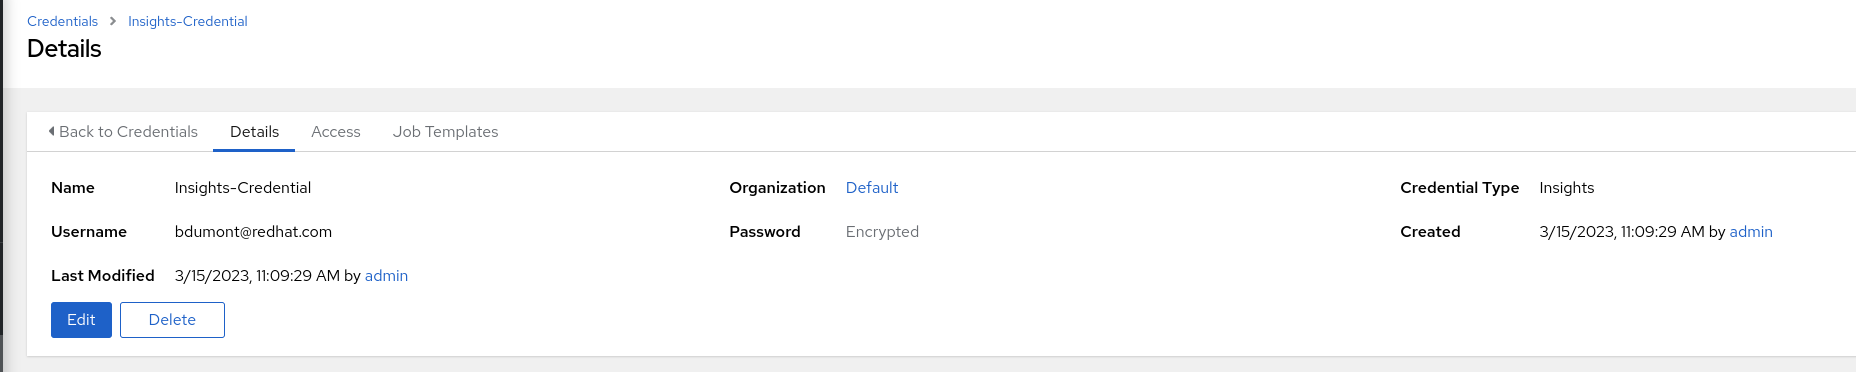 Credentials > Insights-Credential
Details
Back to Credentials Details Access Job Templates
Name Insights-Credential Organization Default Credential Type Insights
Username bdumont@redhat.com Password Encrypted Created 3/15/2023, 11:09:29 AM by admin
Last Modified 3/15/2023, 11:09:29 AM by admin
Edit Delete